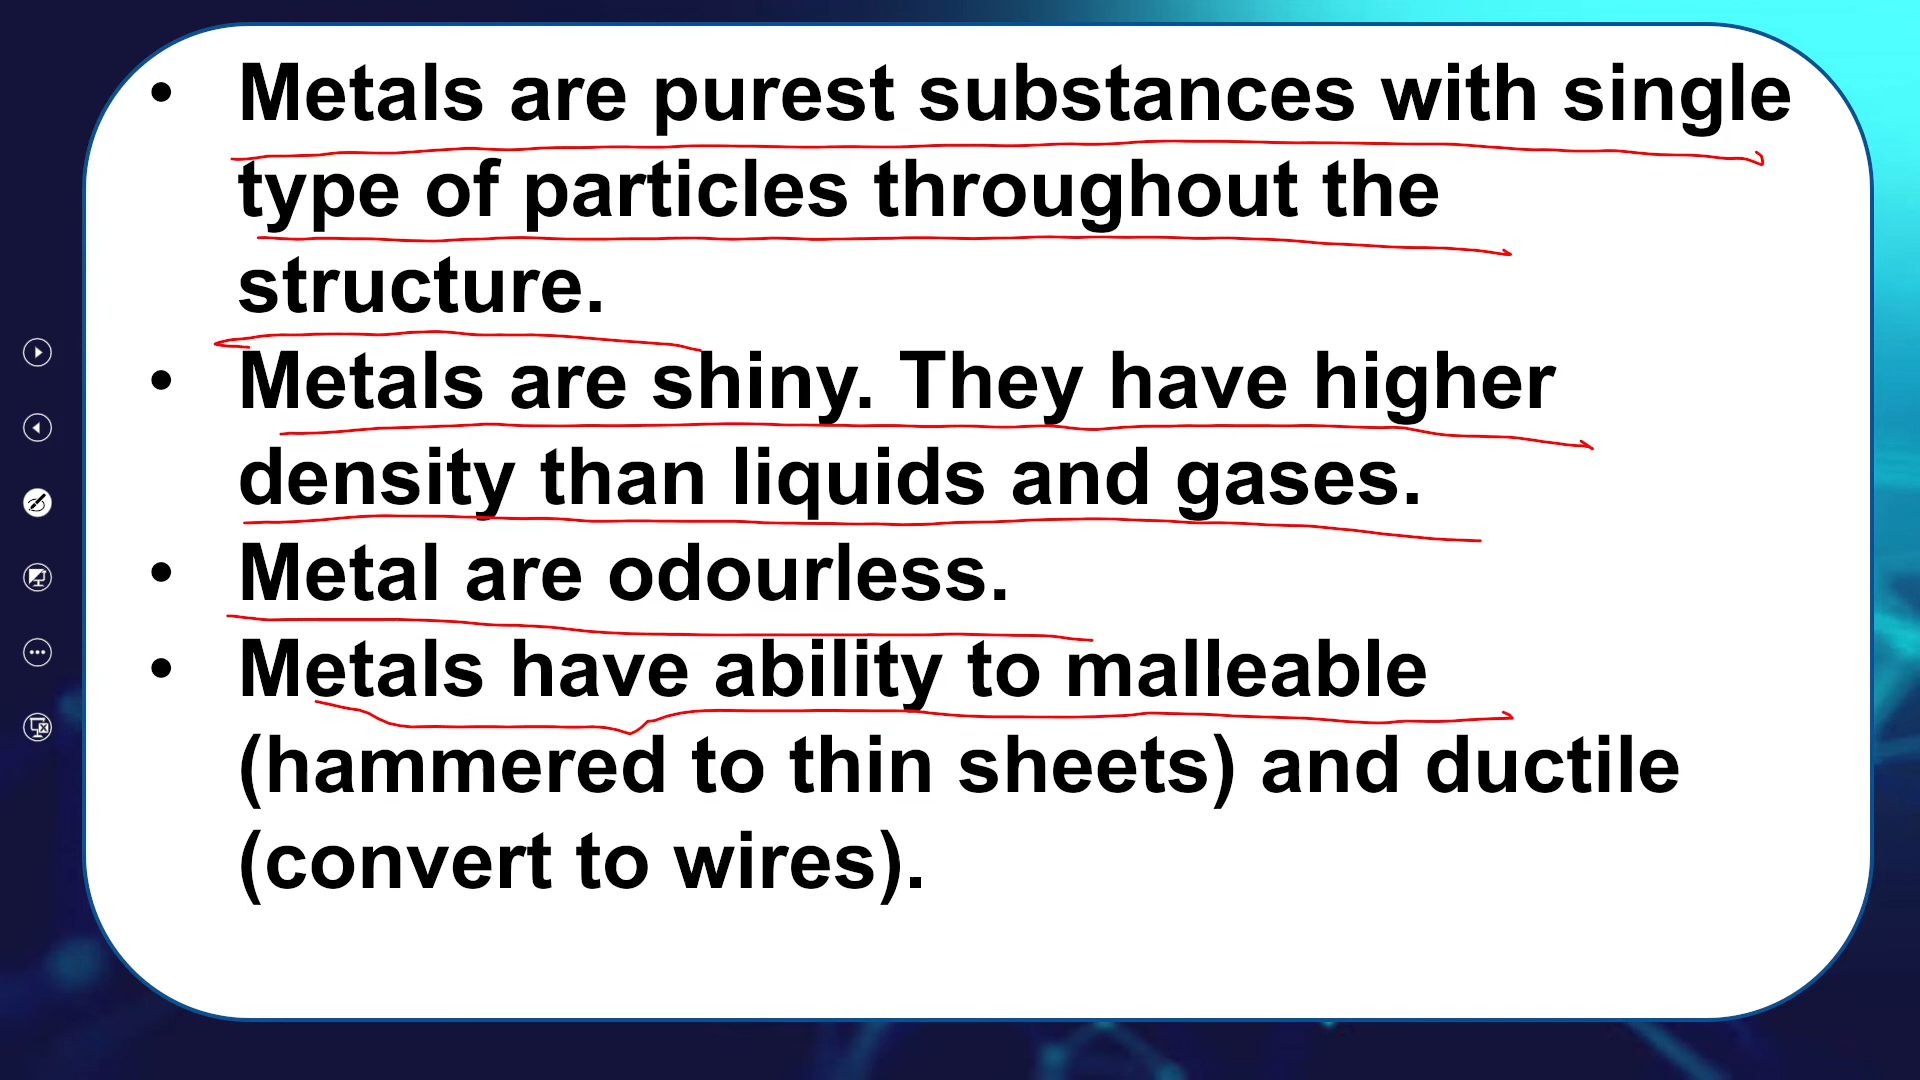 • Metals are purest substances with single
type of particles throughout the
structure.
• Metals are shiny. They have higher
density than liquids and gases.
• Metal are odourless.
• Metals have ability to malleable
(hammered to thin sheets) and ductile
(convert to wires).